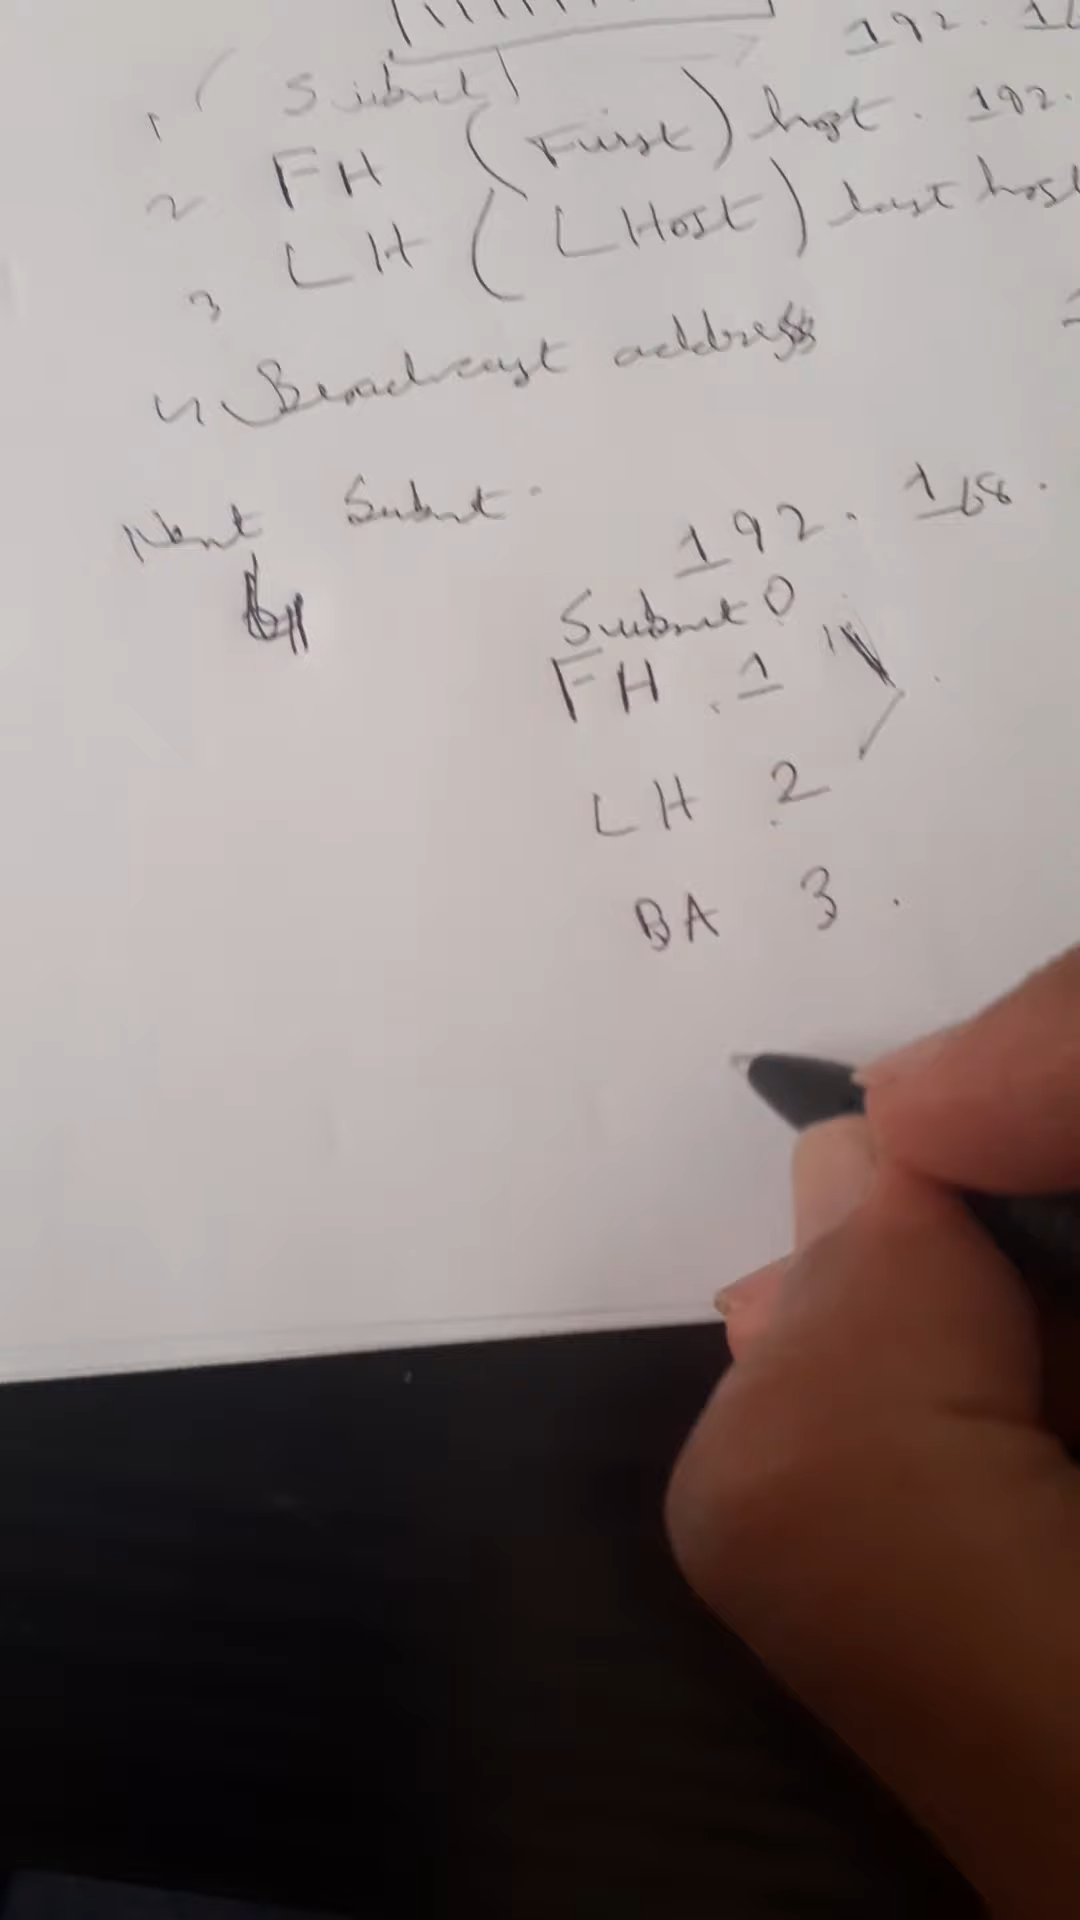 192. 1
1 Subnet
2 FH (First) host. 192.
3 LH (LHost) last host
4 Broadcast address
Next Subnet.
192. 168.
Subnet 0
FH .1
LH 2
BA 3.